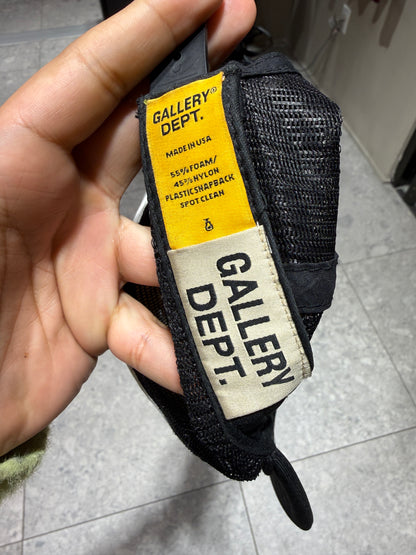 GALLERY®
DEPT.
MADE IN USA
55% FOAM/
45% NYLON
PLASTIC SNAPBACK
SPOT CLEAN
GALLERY
DEPT.